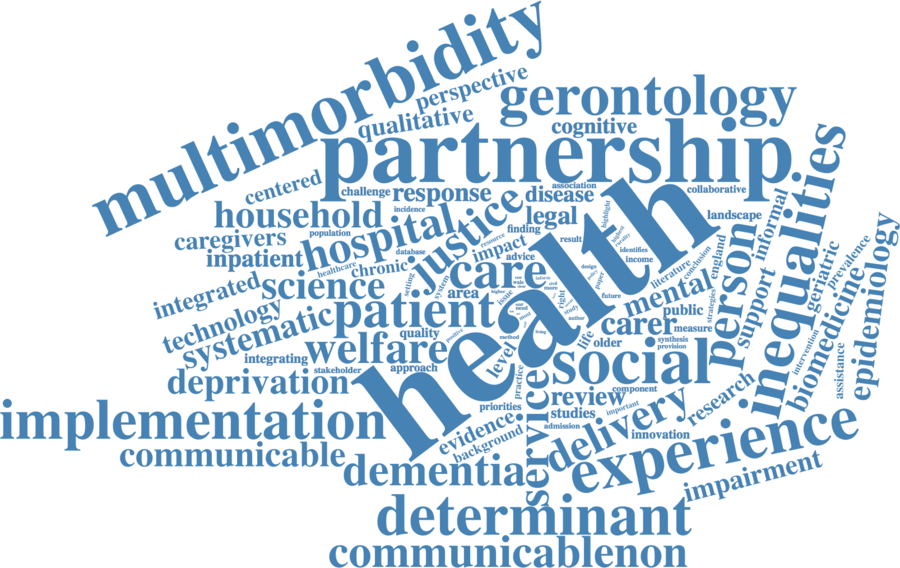 multimorbidity
perspective
qualitative
gerontology
cognitive
partnership
centered
challenge
response
association
disease
collaborative
household
incidence
hospital
justice
legal
highlight
landscape
caregivers
population
finding
highest
informal
inequalities
inpatient
database
resource
impact
result
identifies
income
person
healthcare
chronic
advice
care
health
integrated
science
setting
system
area
issue
design
policy
paper
literature
conclusion
england
support
geriatric
prevalence
epidemiology
technology
systematic
patient
right
study
future
mental
public
strategies
biomedicine
quality
positive
method
author
carer
measure
integrating
welfare
level
living
life
older
synthesis
provision
intervention
stakeholder
approach
social
assistance
deprivation
practice
component
review
research
implementation
priorities
studies
important
delivery
evidence
background
service
admission
innovation
experience
communicable
dementia
impairment
determinant
communicablenon